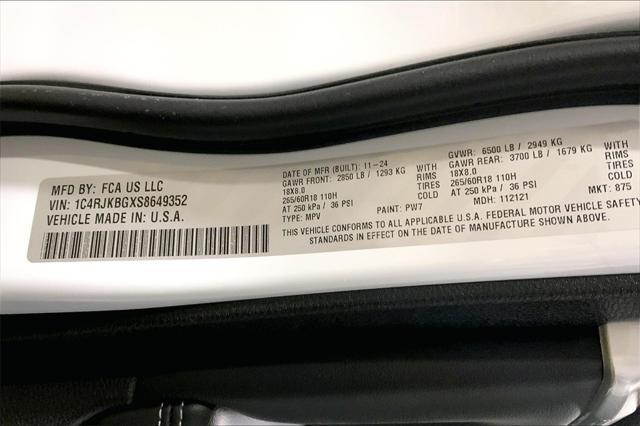 MFD BY: FCA US LLC
VIN: 1C4RJKBGXS8649352
VEHICLE MADE IN U.S.A.
DATE OF MFR (BUILT): 11-24
GAWR FRONT: 2850 LB / 1293 KG WITH
18X8.0 RIMS
265/60R18 110H TIRES
AT 250 kPa / 36 PSI COLD
TYPE: MPV PAINT: PW7
GVWR: 6500 LB / 2949 KG
GAWR REAR: 3700 LB / 1679 KG WITH
18X8.0 RIMS
265/60R18 110H TIRES
AT 250 kPa / 36 PSI COLD
MDH: 112121 MKT: 875
THIS VEHICLE CONFORMS TO ALL APPLICABLE U.S.A. FEDERAL MOTOR VEHICLE SAFETY
STANDARDS IN EFFECT ON THE DATE OF MANUFACTURE SHOWN ABOVE.